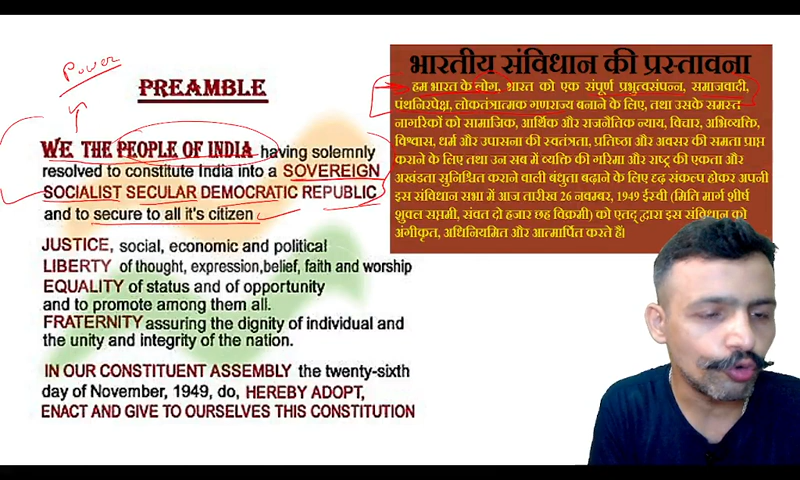 Power
PREAMBLE
WE, THE PEOPLE OF INDIA having solemnly
resolved to constitute India into a SOVEREIGN
SOCIALIST SECULAR DEMOCRATIC REPUBLIC
and to secure to all it's citizen
JUSTICE, social, economic and political
LIBERTY of thought, expression,belief, faith and worship
EQUALITY of status and of opportunity
and to promote among them all.
FRATERNITY assuring the dignity of individual and
the unity and integrity of the nation.
IN OUR CONSTITUENT ASSEMBLY the twenty-sixth
day of November, 1949, do, HEREBY ADOPT,
ENACT AND GIVE TO OURSELVES THIS CONSTITUTION
भारतीय संविधान की प्रस्तावना
हम भारत के लोग, भारत को एक संपूर्ण प्रभुत्वसंपन्न, समाजवादी,
पंथनिरपेक्ष, लोकतंत्रात्मक गणराज्य बनाने के लिए, तथा उसके समस्त
नागरिकों को सामाजिक, आर्थिक और राजनैतिक न्याय, विचार, अभिव्यक्ति,
विश्वास, धर्म और उपासना की स्वतंत्रता, प्रतिष्ठा और अवसर की समता प्राप्त
कराने के लिए तथा उन सब में व्यक्ति की गरिमा और राष्ट्र की एकता और
अखंडता सुनिश्चित कराने वाली बंधुता बढ़ाने के लिए दृढ़ संकल्प होकर अपनी
इस संविधान सभा में आज तारीख 26 नवम्बर, 1949 ईस्वी (मिति मार्ग शीर्ष
शुक्ल सप्तमी, संवत दो हजार छह विक्रमी) को एतद् द्वारा इस संविधान को
अंगीकृत, अधिनियमित और आत्मार्पित करते हैं।